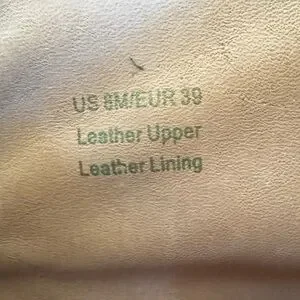 US 8M/EUR 39
Leather Upper
Leather Lining